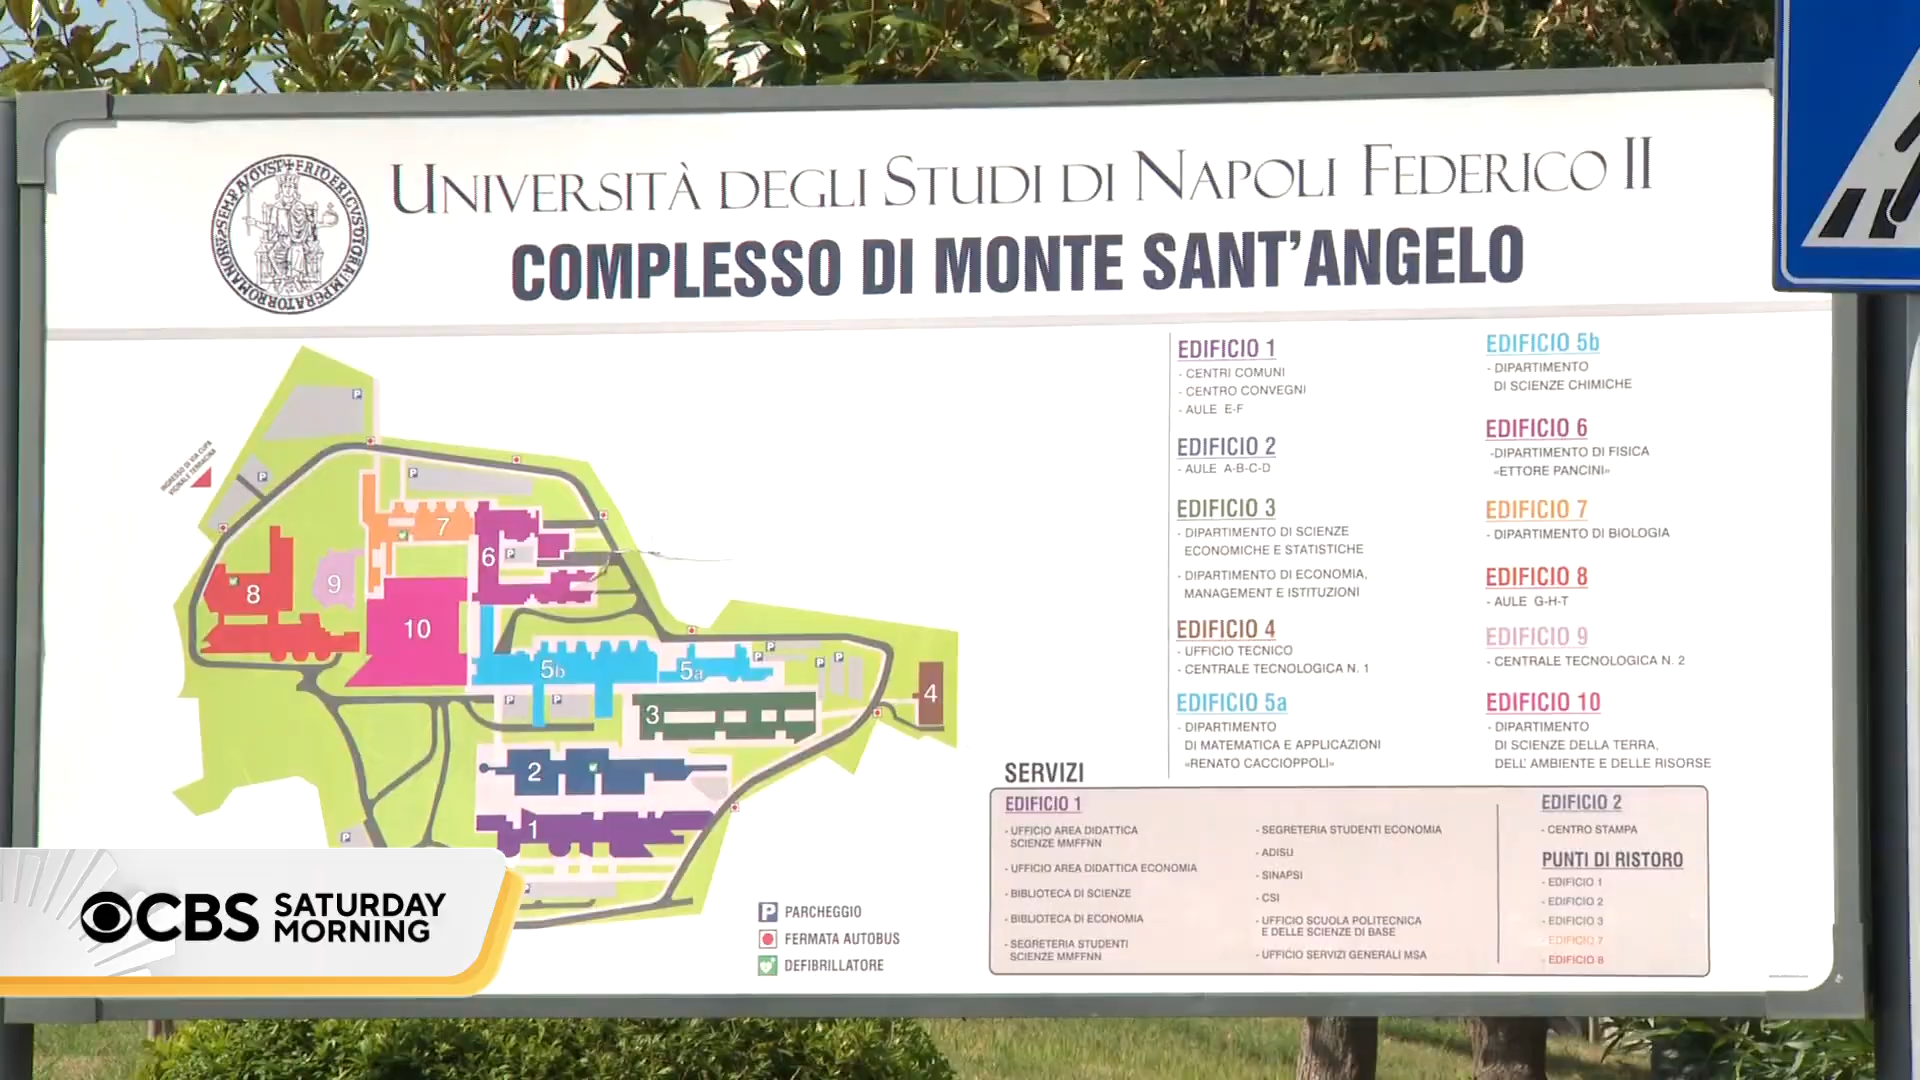 UNIVERSITÀ DEGLI STUDI DI NAPOLI FEDERICO II
COMPLESSO DI MONTE SANT'ANGELO
INGRESSO DI VIA CUPA
VICINALE TERRACINA
P
P
P
7
6
P
8
9
10
5b
5a
P
P
P
P
P
P
4
3
2
1
P
P
EDIFICIO 1
- CENTRI COMUNI
- CENTRO CONVEGNI
- AULE E-F
EDIFICIO 2
- AULE A-B-C-D
EDIFICIO 3
- DIPARTIMENTO DI SCIENZE
ECONOMICHE E STATISTICHE
- DIPARTIMENTO DI ECONOMIA,
MANAGEMENT E ISTITUZIONI
EDIFICIO 4
- UFFICIO TECNICO
- CENTRALE TECNOLOGICA N. 1
EDIFICIO 5a
- DIPARTIMENTO
DI MATEMATICA E APPLICAZIONI
«RENATO CACCIOPPOLI»
EDIFICIO 5b
- DIPARTIMENTO
DI SCIENZE CHIMICHE
EDIFICIO 6
-DIPARTIMENTO DI FISICA
«ETTORE PANCINI»
EDIFICIO 7
- DIPARTIMENTO DI BIOLOGIA
EDIFICIO 8
- AULE G-H-T
EDIFICIO 9
- CENTRALE TECNOLOGICA N. 2
EDIFICIO 10
- DIPARTIMENTO
DI SCIENZE DELLA TERRA,
DELL' AMBIENTE E DELLE RISORSE
SERVIZI
EDIFICIO 1
- UFFICIO AREA DIDATTICA
SCIENZE MMFFNN
- UFFICIO AREA DIDATTICA ECONOMIA
- BIBLIOTECA DI SCIENZE
- BIBLIOTECA DI ECONOMIA
- SEGRETERIA STUDENTI
SCIENZE MMFFNN
- SEGRETERIA STUDENTI ECONOMIA
- ADISU
- SINAPSI
- CSI
- UFFICIO SCUOLA POLITECNICA
E DELLE SCIENZE DI BASE
- UFFICIO SERVIZI GENERALI MSA
EDIFICIO 2
- CENTRO STAMPA
PUNTI DI RISTORO
- EDIFICIO 1
- EDIFICIO 2
- EDIFICIO 3
- EDIFICIO 7
- EDIFICIO 8
P PARCHEGGIO
FERMATA AUTOBUS
DEFIBRILLATORE
CBS SATURDAY
MORNING